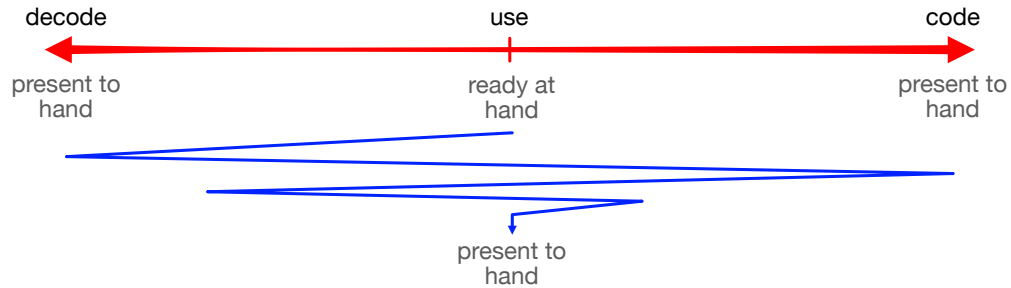 decode use code
present to hand
ready at hand
present to hand
present to hand